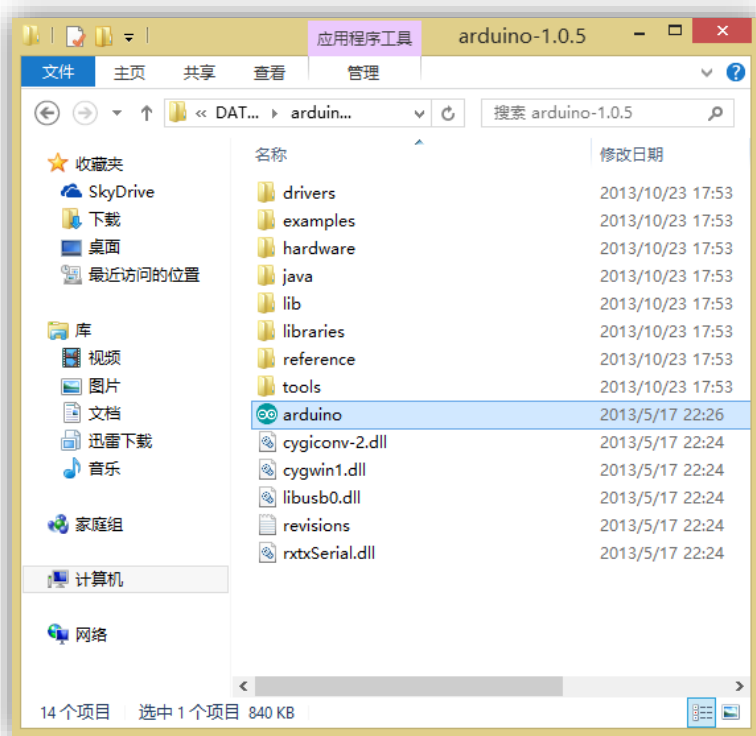 应用程序工具 arduino-1.0.5
文件 主页 共享 查看 管理
« DAT... arduin... 搜索 arduino-1.0.5
名称 修改日期
收藏夹
SkyDrive
下载
桌面
最近访问的位置
库
视频
图片
文档
迅雷下载
音乐
家庭组
计算机
网络
drivers 2013/10/23 17:53
examples 2013/10/23 17:53
hardware 2013/10/23 17:53
java 2013/10/23 17:53
lib 2013/10/23 17:53
libraries 2013/10/23 17:53
reference 2013/10/23 17:53
tools 2013/10/23 17:53
arduino 2013/5/17 22:26
cygiconv-2.dll 2013/5/17 22:24
cygwin1.dll 2013/5/17 22:24
libusb0.dll 2013/5/17 22:24
revisions 2013/5/17 22:24
rxtxSerial.dll 2013/5/17 22:24
14 个项目 选中 1 个项目 840 KB